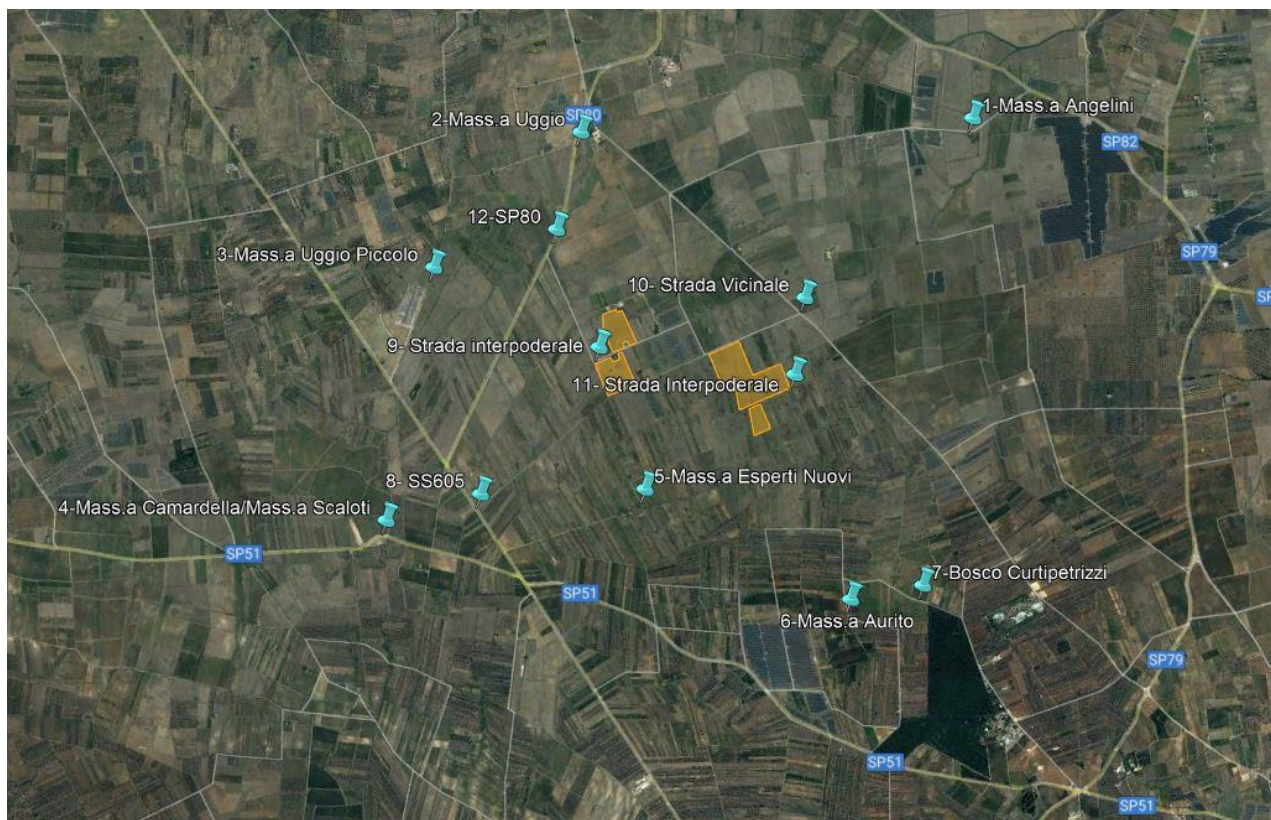 1-Mass.a Angelini
SP80
2-Mass.a Uggio
SP82
12-SP80
3-Mass.a Uggio Piccolo
SP79
10- Strada Vicinale
SP
9- Strada interpoderale
11- Strada Interpoderale
5-Mass.a Esperti Nuovi
8- SS605
4-Mass.a Camardella/Mass.a Scaloti
SP51
7-Bosco Curtipetrizzi
SP51
6-Mass.a Aurito
SP79
SP51
SP51